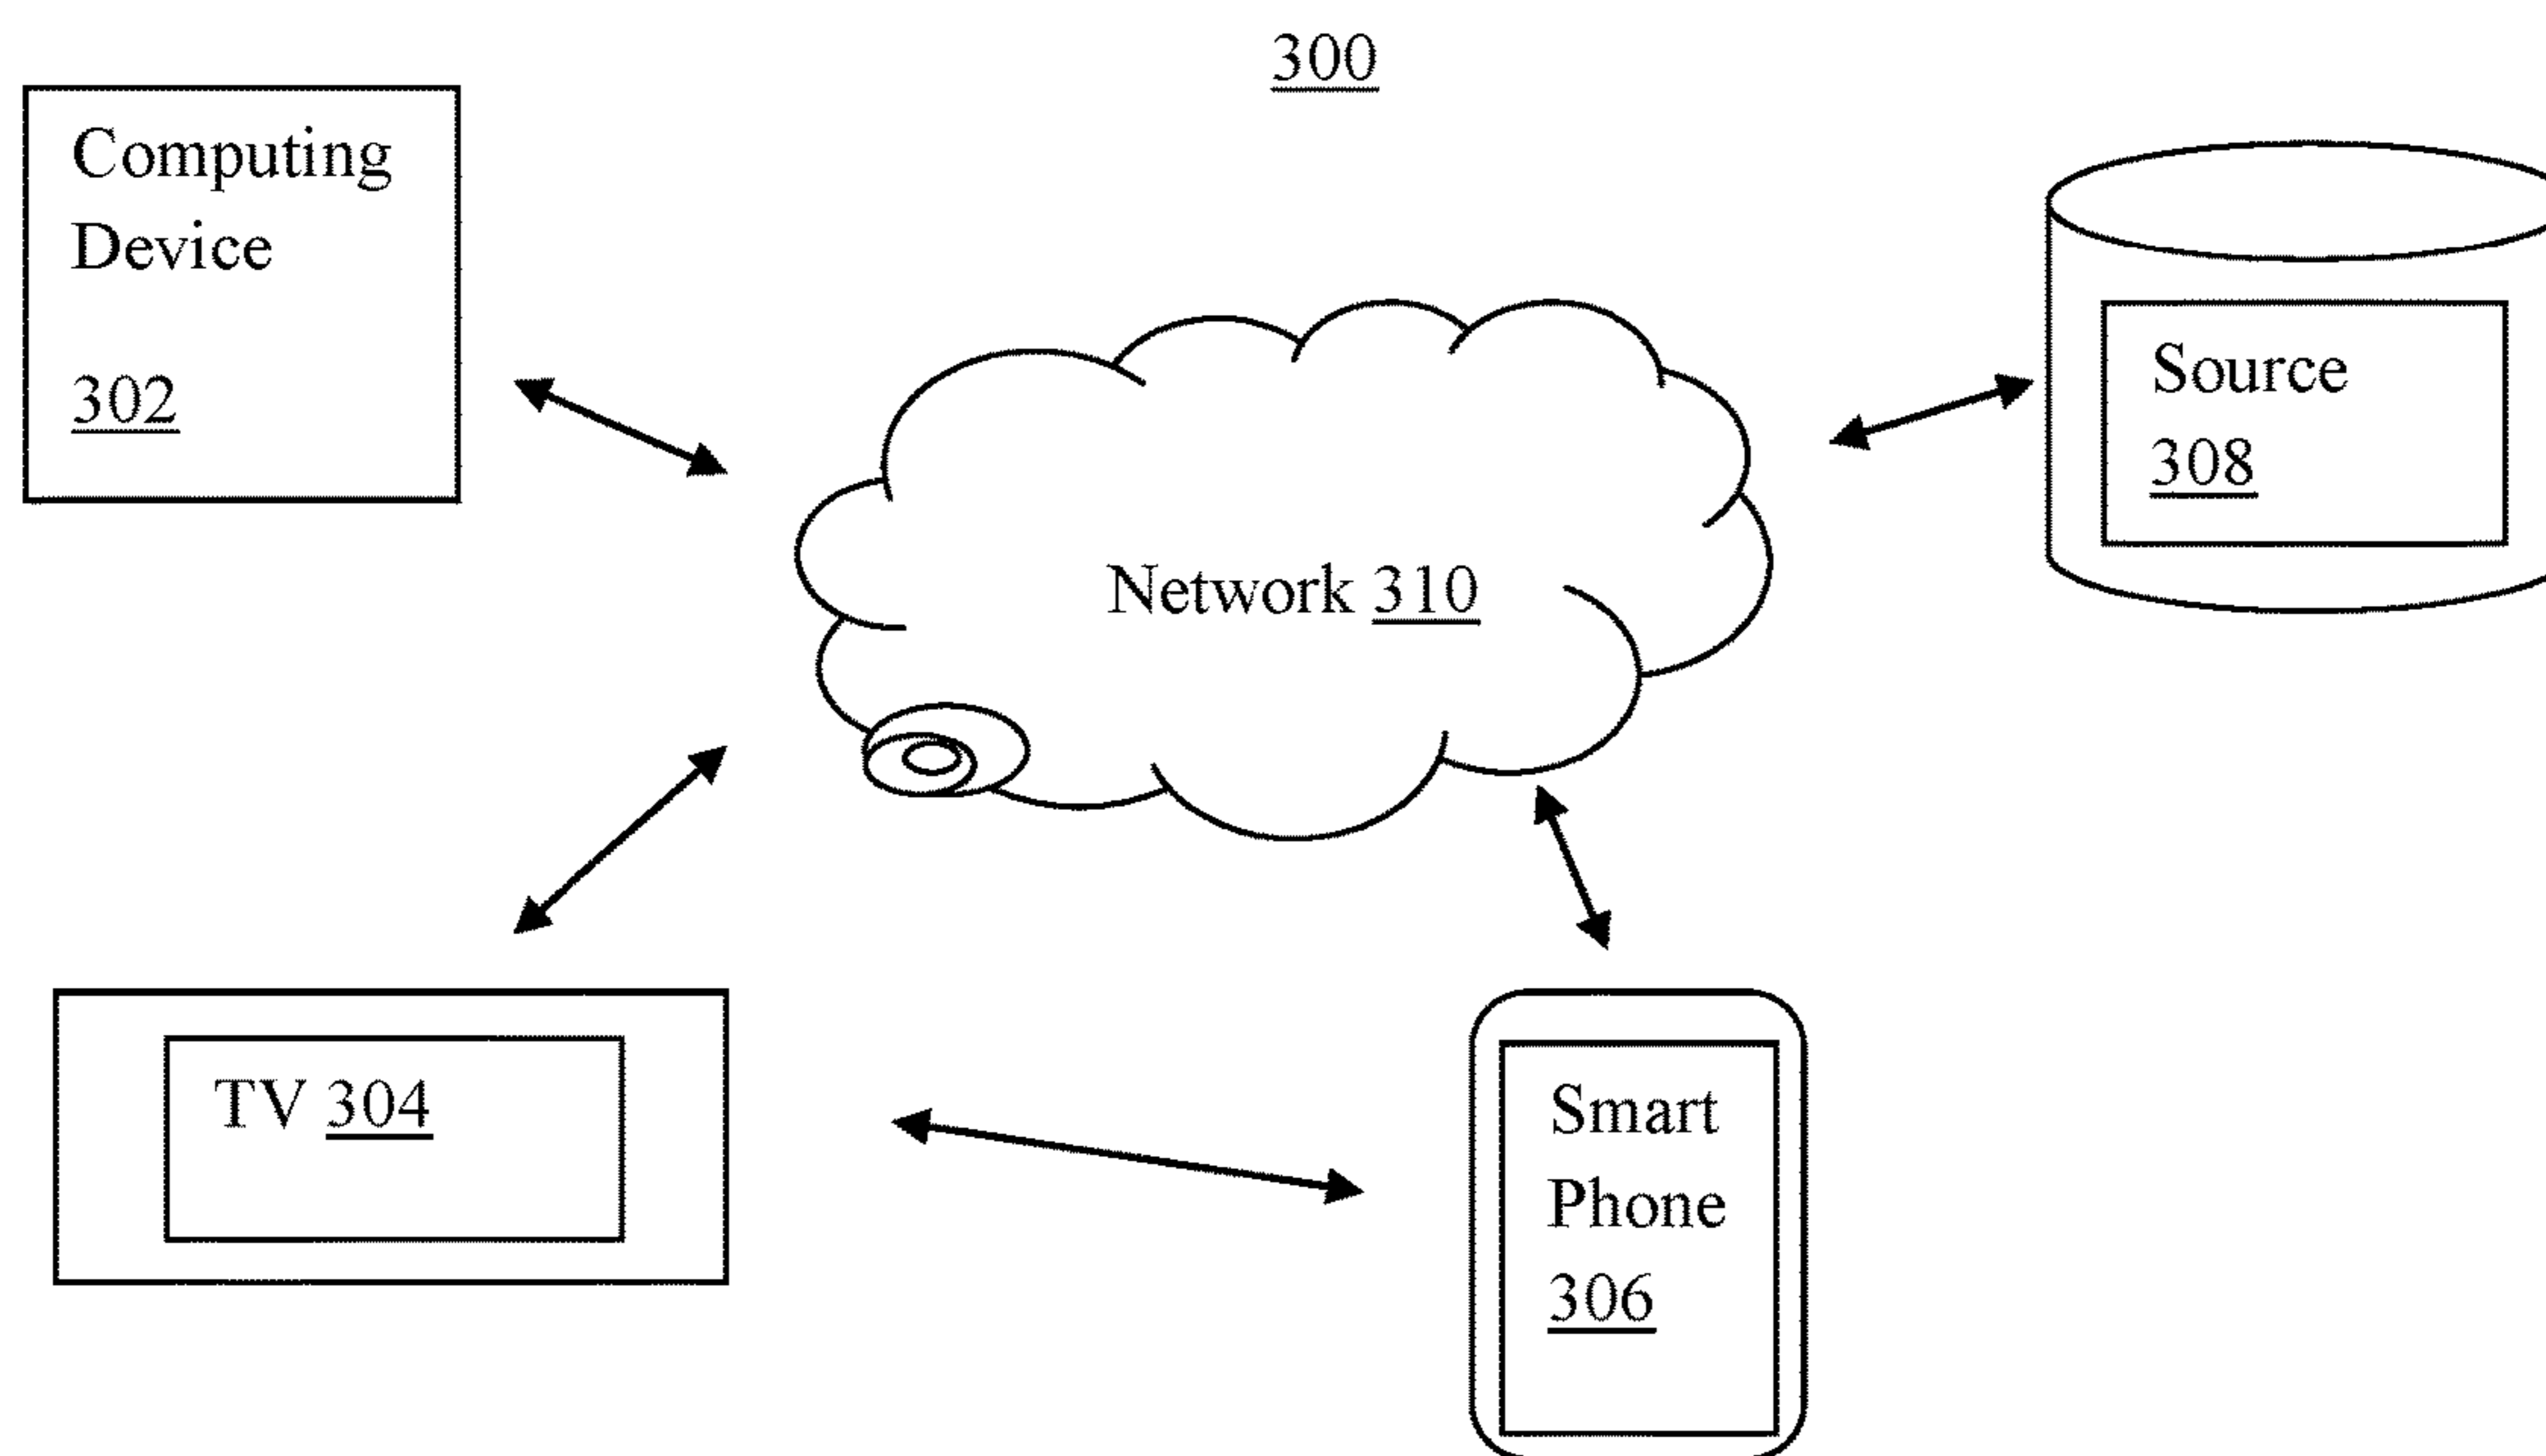 300
Computing
Device
302
Source
308
Network 310
TV 304
Smart
Phone
306